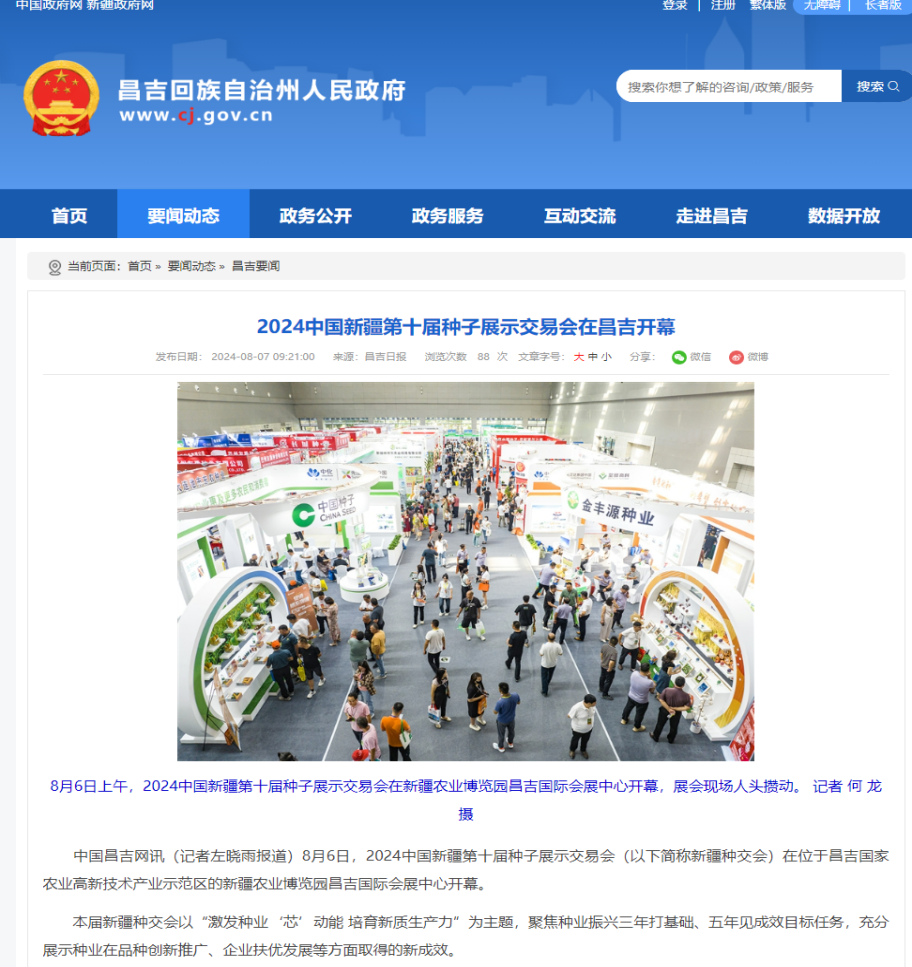 中国政府网 新疆政府网
登录 | 注册 繁体版 无障碍 | 长者版
昌吉回族自治州人民政府
www.cj.gov.cn
搜索你想了解的咨询/政策/服务
搜索
首页 要闻动态 政务公开 政务服务 互动交流 走进昌吉 数据开放
当前页面: 首页 » 要闻动态 » 昌吉要闻
2024中国新疆第十届种子展示交易会在昌吉开幕
发布日期: 2024-08-07 09:21:00 来源: 昌吉日报 浏览次数 88 次 文章字号: 大 中 小 分享: 微信 微博
中国种子
CHINA SEED
金丰源种业
8月6日上午，2024中国新疆第十届种子展示交易会在新疆农业博览园昌吉国际会展中心开幕，展会现场人头攒动。 记者 何 龙
摄
中国昌吉网讯（记者左晓雨报道）8月6日，2024中国新疆第十届种子展示交易会（以下简称新疆种交会）在位于昌吉国家
农业高新技术产业示范区的新疆农业博览园昌吉国际会展中心开幕。
本届新疆种交会以“激发种业‘芯’动能 培育新质生产力”为主题，聚焦种业振兴三年打基础、五年见成效目标任务，充分
展示种业在品种创新推广、企业扶优发展等方面取得的新成效。